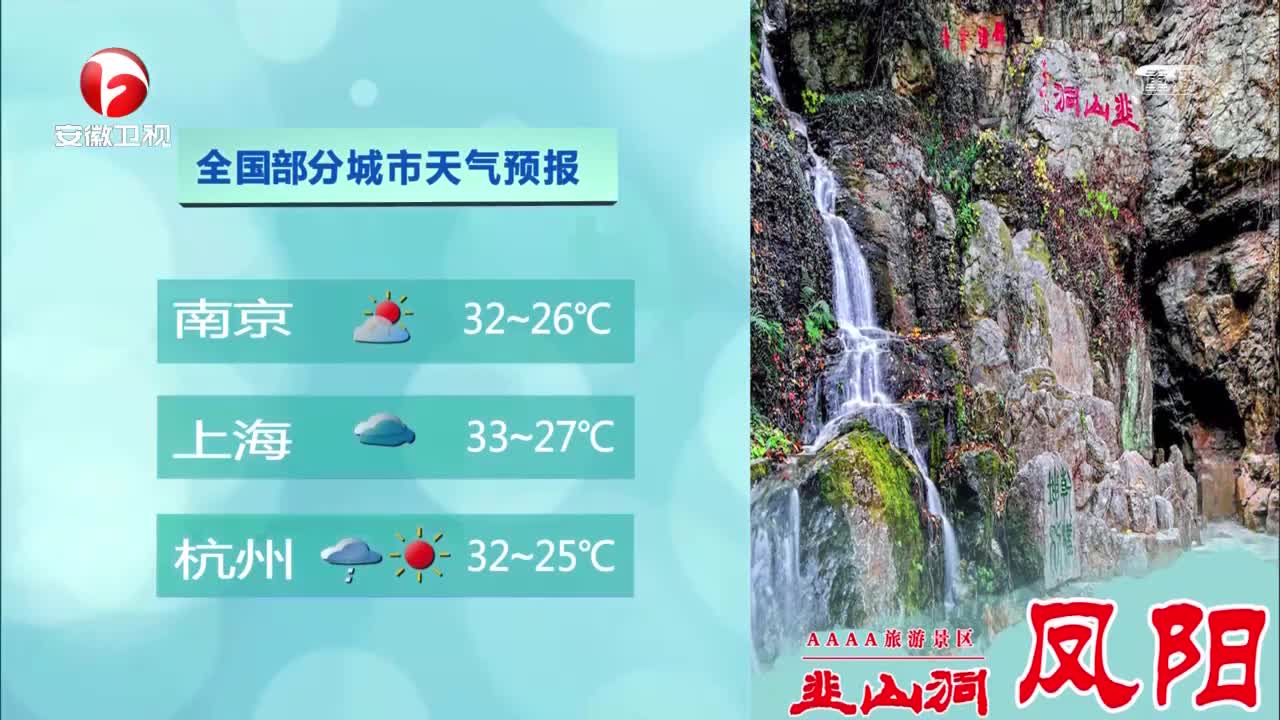 安徽卫视
全国部分城市天气预报
南京 32~26℃
上海 33~27℃
杭州 32~25℃
韭山洞
AAAA旅游景区
韭山洞
凤阳